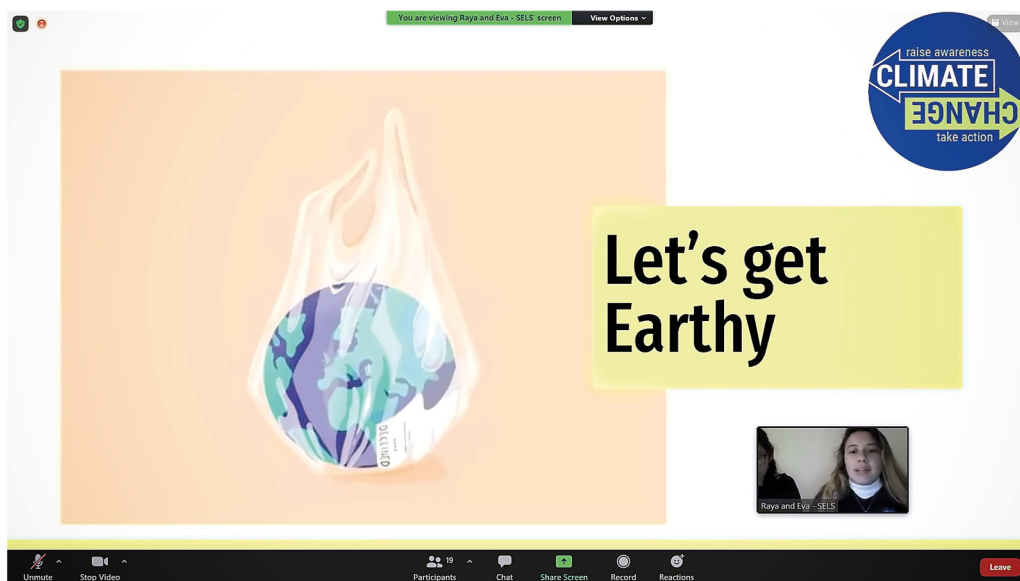 You are viewing Raya and Eva - SELS' screen
View Options
View
raise awareness
CLIMATE
CHANGE
take action
Let's get
Earthy
DECLINED
Raya and Eva - SELS
19
Unmute
Stop Video
Participants
Chat
Share Screen
Record
Reactions
Leave